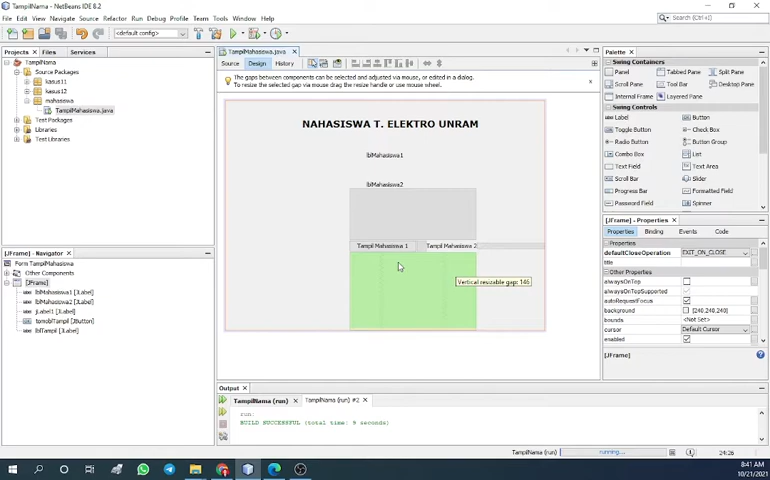 TampilNama - NetBeans IDE 8.2
File Edit View Navigate Source Refactor Run Debug Profile Team Tools Window Help
<default config>
Projects Files Services
TampilNama
Source Packages
kasus11
kasus12
mahasiswa
TampilMahasiswa.java
Test Packages
Libraries
Test Libraries
[JFrame] - Navigator
Form TampilMahasiswa
Other Components
[JFrame]
lblMahasiswa1 [JLabel]
lblMahasiswa2 [JLabel]
jLabel1 [JLabel]
tombolTampil [JButton]
lblTampil [JLabel]
TampilMahasiswa.java
Source Design History
The gaps between components can be selected and adjusted via mouse, or edited in a dialog.
To resize the selected gap via mouse drag the resize handle or use mouse wheel.
NAHASISWA T. ELEKTRO UNRAM
lblMahasiswa1
lblMahasiswa2
Tampil Mahasiswa 1 Tampil Mahasiswa 2
Vertical resizable gap: 146
Output
TampilNama (run) TampilNama (run) #2
run:
BUILD SUCCESSFUL (total time: 9 seconds)
Palette
Swing Containers
Panel Tabbed Pane Split Pane
Scroll Pane Tool Bar Desktop Pane
Internal Frame Layered Pane
Swing Controls
Label Button
Toggle Button Check Box
Radio Button Button Group
Combo Box List
Text Field Text Area
Scroll Bar Slider
Progress Bar Formatted Field
Password Field Spinner
[JFrame] - Properties
Properties Binding Events Code
Properties
defaultCloseOperation EXIT_ON_CLOSE
title
Other Properties
alwaysOnTop
alwaysOnTopSupported
autoRequestFocus
background [240,240,240]
bounds <Not Set>
cursor Default Cursor
enabled
[JFrame]
TampilNama (run) running... 24:26
8:41 AM
10/21/2021